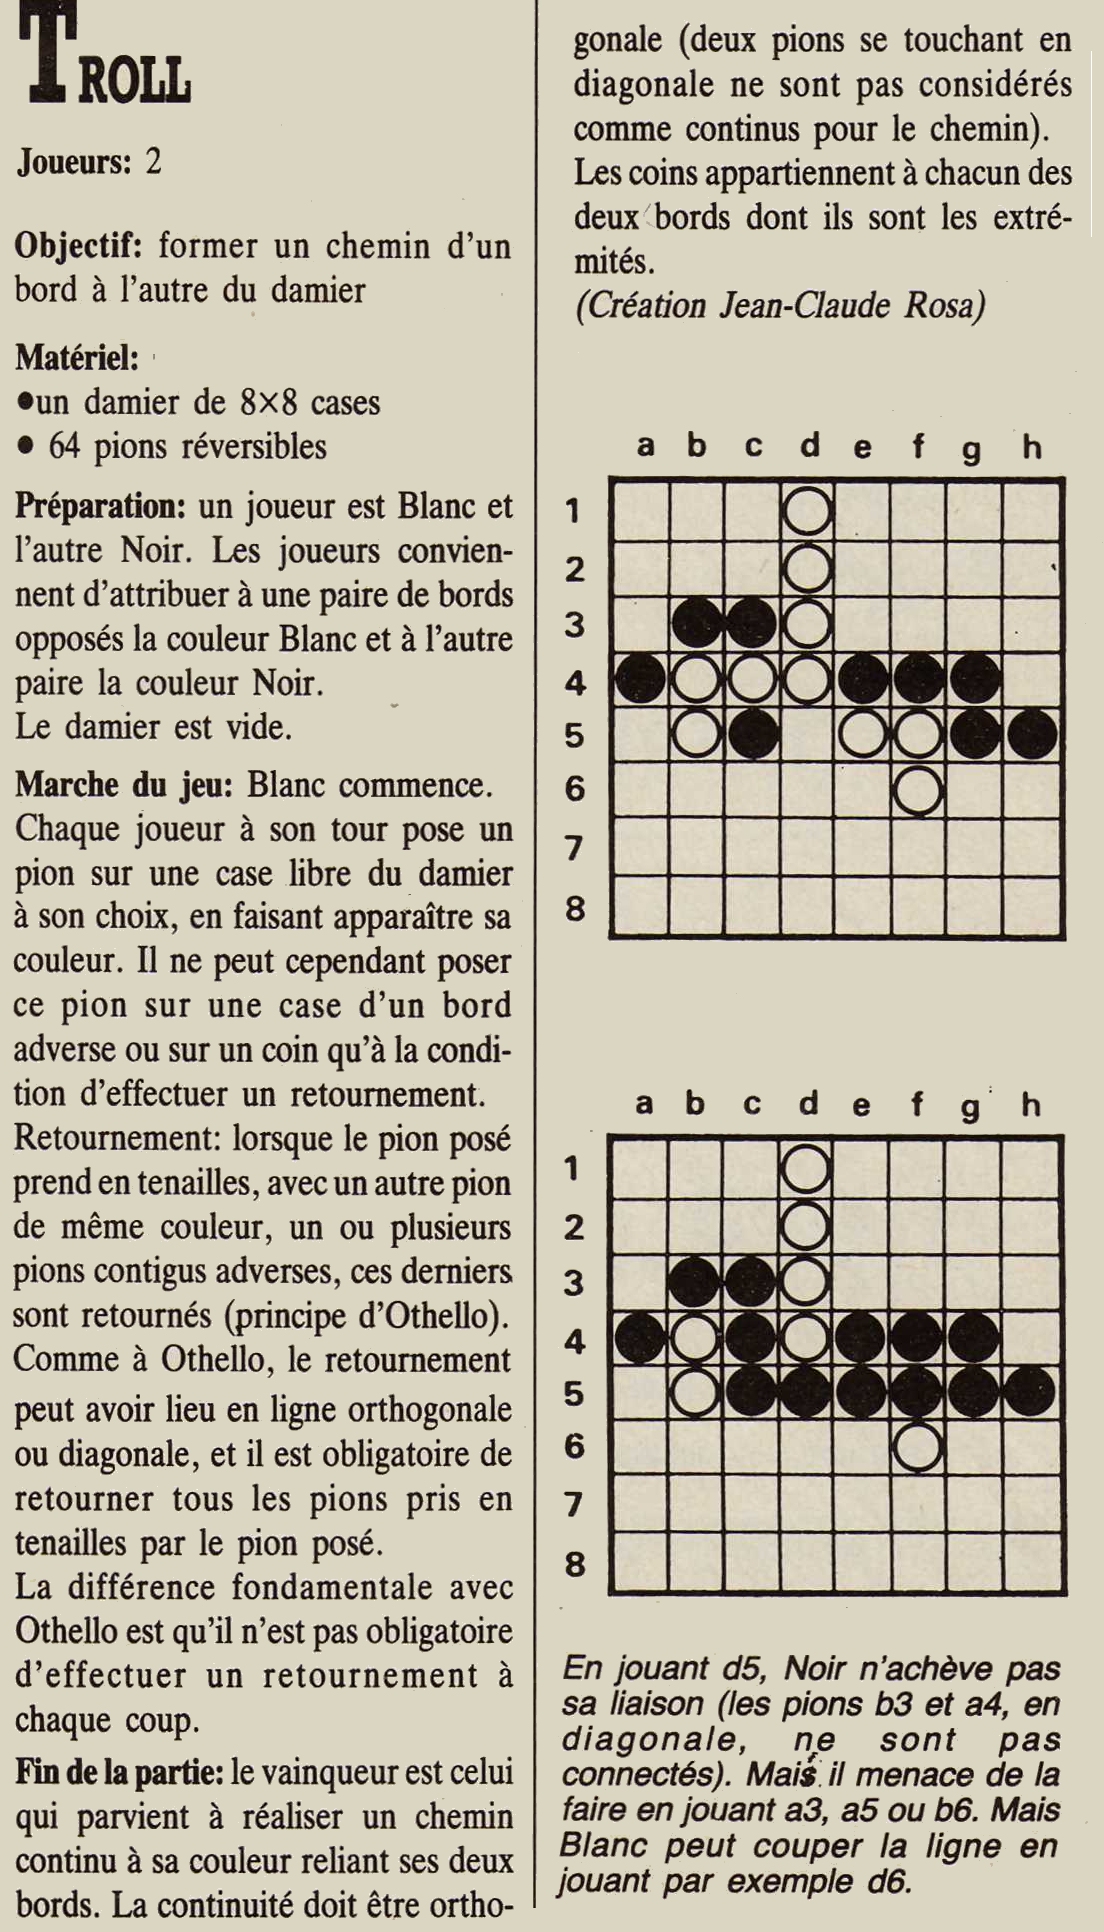 TROLL
Joueurs: 2
Objectif: former un chemin d'un
bord à l'autre du damier
Matériel:
●un damier de 8×8 cases
● 64 pions réversibles
Préparation: un joueur est Blanc et
l'autre Noir. Les joueurs convien-
nent d'attribuer à une paire de bords
opposés la couleur Blanc et à l'autre
paire la couleur Noir.
Le damier est vide.
Marche du jeu: Blanc commence.
Chaque joueur à son tour pose un
pion sur une case libre du damier
à son choix, en faisant apparaître sa
couleur. Il ne peut cependant poser
ce pion sur une case d'un bord
adverse ou sur un coin qu'à la condi-
tion d'effectuer un retournement.
Retournement: lorsque le pion posé
prend en tenailles, avec un autre pion
de même couleur, un ou plusieurs
pions contigus adverses, ces derniers
sont retournés (principe d'Othello).
Comme à Othello, le retournement
peut avoir lieu en ligne orthogonale
ou diagonale, et il est obligatoire de
retourner tous les pions pris en
tenailles par le pion posé.
La différence fondamentale avec
Othello est qu'il n'est pas obligatoire
d'effectuer un retournement à
chaque coup.
Fin de la partie: le vainqueur est celui
qui parvient à réaliser un chemin
continu à sa couleur reliant ses deux
bords. La continuité doit être ortho-
gonale (deux pions se touchant en
diagonale ne sont pas considérés
comme continus pour le chemin).
Les coins appartiennent à chacun des
deux bords dont ils sont les extré-
mités.
(Création Jean-Claude Rosa)
a b c d e f g h
1
2
3
4
5
6
7
8
a b c d e f g h
1
2
3
4
5
6
7
8
En jouant d5, Noir n'achève pas
sa liaison (les pions b3 et a4, en
diagonale, ne sont pas
connectés). Mais il menace de la
faire en jouant a3, a5 ou b6. Mais
Blanc peut couper la ligne en
jouant par exemple d6.